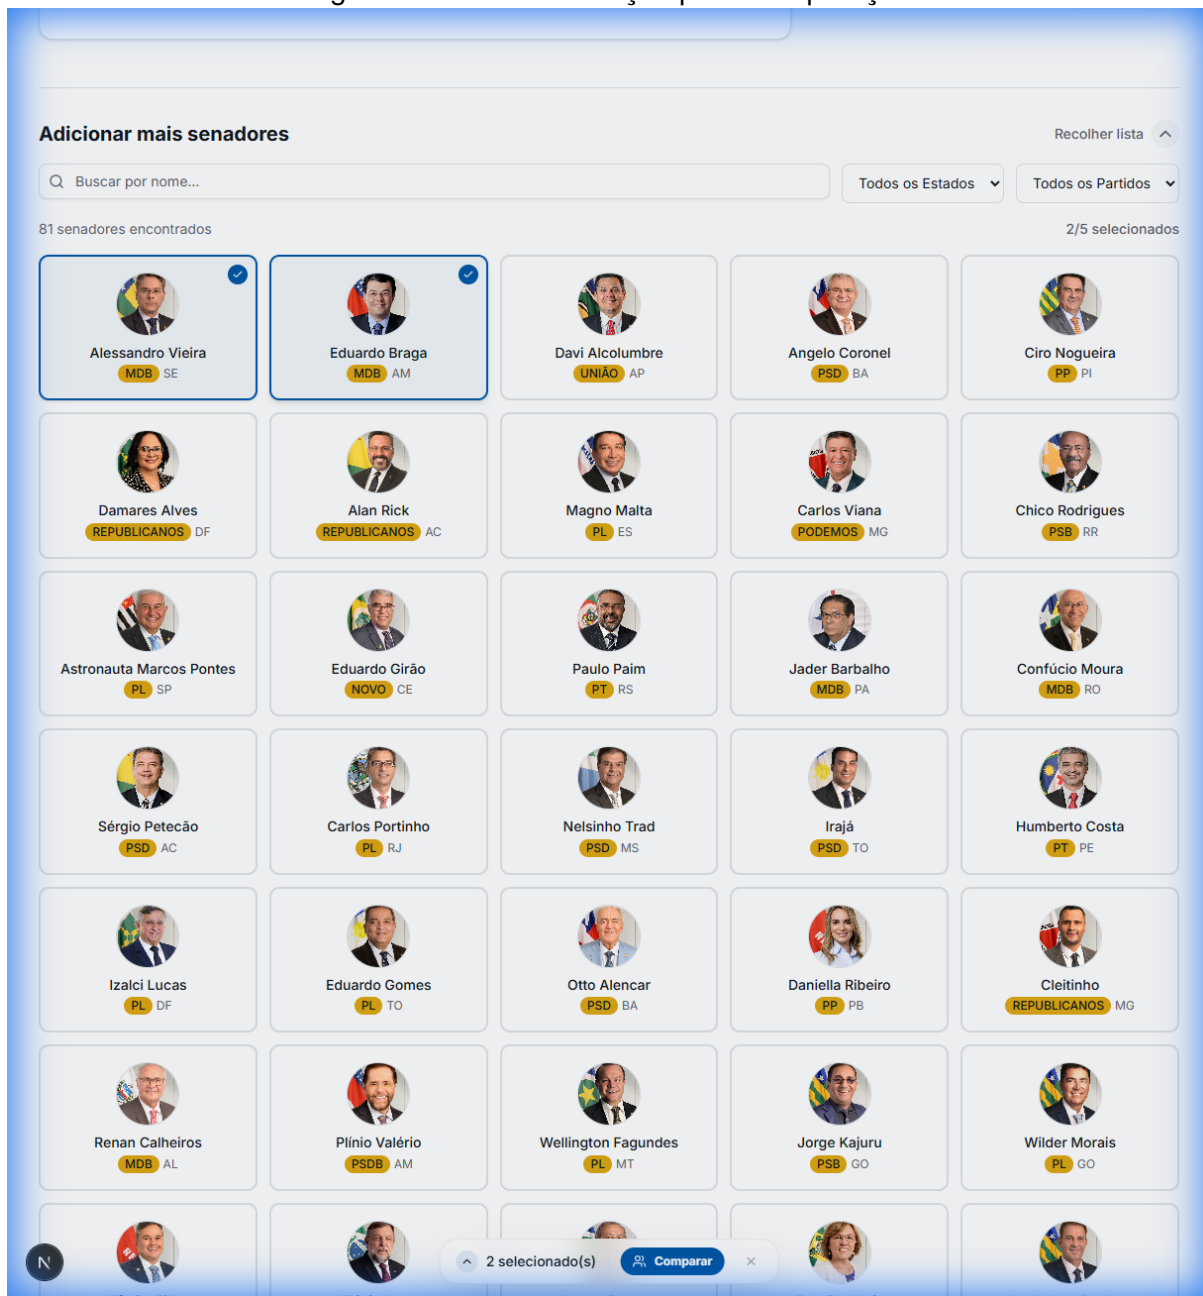 Adicionar mais senadores
Recolher lista
Buscar por nome...
Todos os Estados
Todos os Partidos
81 senadores encontrados
2/5 selecionados
Alessandro Vieira
MDB SE
Eduardo Braga
MDB AM
Davi Alcolumbre
UNIÃO AP
Angelo Coronel
PSD BA
Ciro Nogueira
PP PI
Damares Alves
REPUBLICANOS DF
Alan Rick
REPUBLICANOS AC
Magno Malta
PL ES
Carlos Viana
PODEMOS MG
Chico Rodrigues
PSB RR
Astronauta Marcos Pontes
PL SP
Eduardo Girão
NOVO CE
Paulo Paim
PT RS
Jader Barbalho
MDB PA
Confúcio Moura
MDB RO
Sérgio Petecão
PSD AC
Carlos Portinho
PL RJ
Nelsinho Trad
PSD MS
Irajá
PSD TO
Humberto Costa
PT PE
Izalci Lucas
PL DF
Eduardo Gomes
PL TO
Otto Alencar
PSD BA
Daniella Ribeiro
PP PB
Cleitinho
REPUBLICANOS MG
Renan Calheiros
MDB AL
Plínio Valério
PSDB AM
Wellington Fagundes
PL MT
Jorge Kajuru
PSB GO
Wilder Morais
PL GO
N
2 selecionado(s)
Comparar